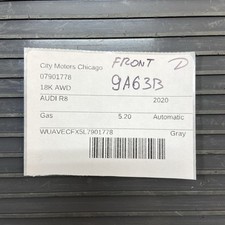 City Motors Chicago FRONT D
07901778 9A63B
18K AWD
AUDI R8 2020
Gas 5.20 Automatic
WUAVECFX5L7901778 Gray